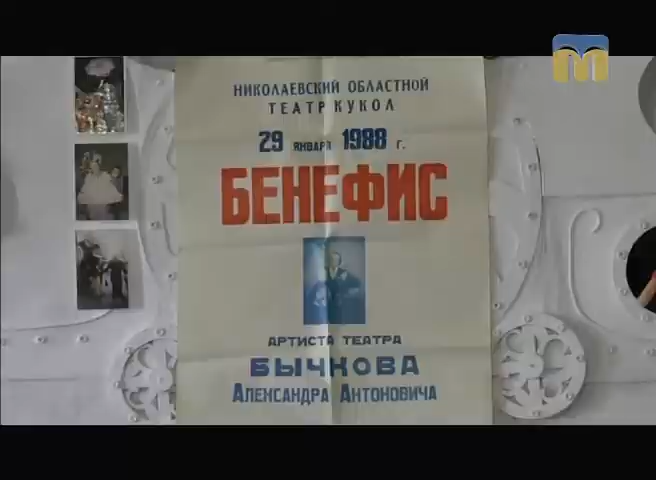 НИКОЛАЕВСКИЙ ОБЛАСТНОЙ
ТЕАТР КУКОЛ
29 ЯНВАРЯ 1988 Г.
БЕНЕФИС
АРТИСТА ТЕАТРА
БЫЧКОВА
АЛЕКСАНДРА АНТОНОВИЧА